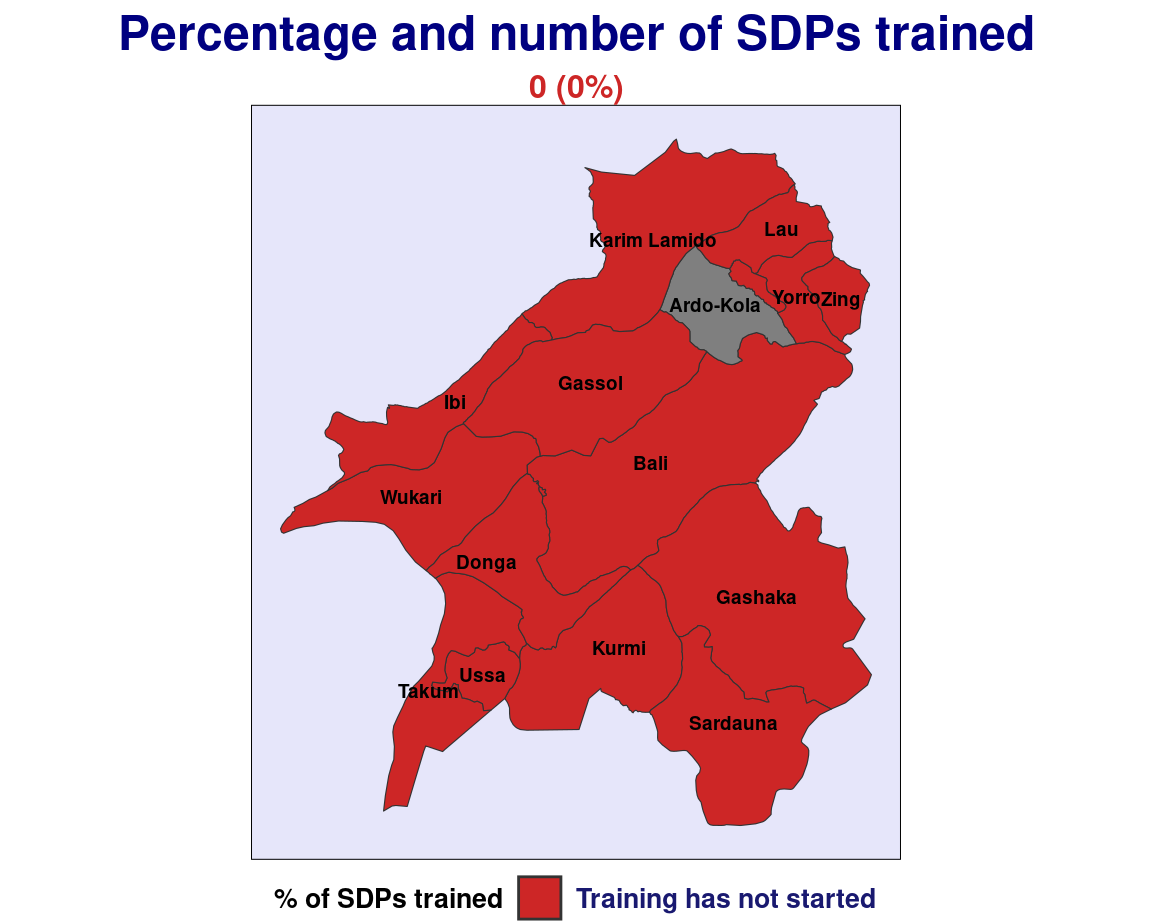 Percentage and number of SDPs trained
0 (0%)
Lau
Karim Lamido
Yorro
Zing
Ardo-Kola
Gassol
Ibi
Bali
Wukari
Donga
Gashaka
Kurmi
Ussa
Takum
Sardauna
% of SDPs trained
Training has not started